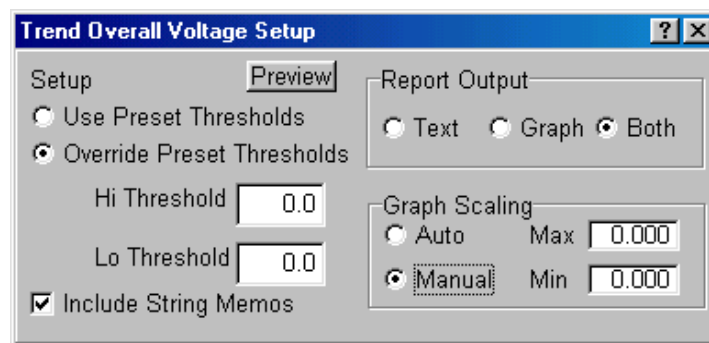 Trend Overall Voltage Setup ? ×
Setup
Preview
Use Preset Thresholds
Override Preset Thresholds
Hi Threshold 0.0
Lo Threshold 0.0
Include String Memos
Report Output
Text Graph Both
Graph Scaling
Auto Max 0.000
Manual Min 0.000